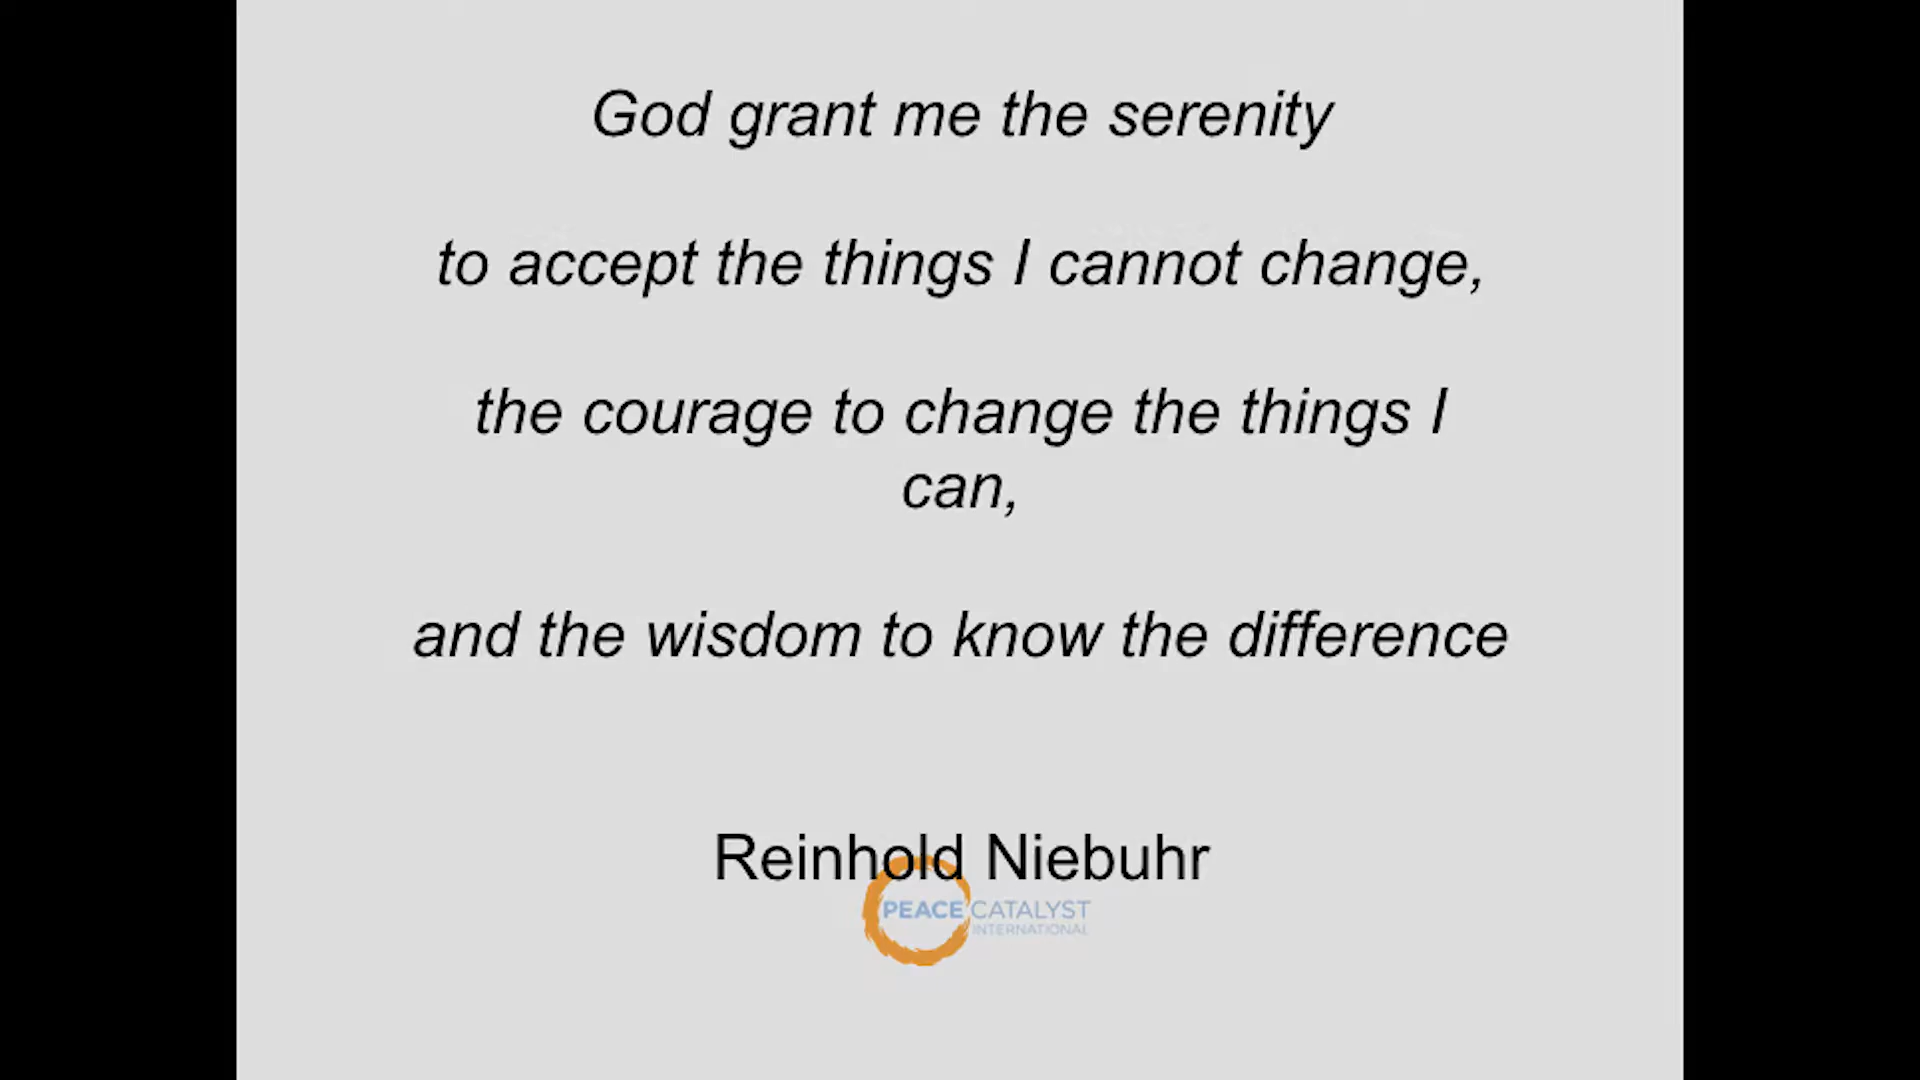 God grant me the serenity
to accept the things I cannot change,
the courage to change the things I
can,
and the wisdom to know the difference
Reinhold Niebuhr
PEACE CATALYST
INTERNATIONAL